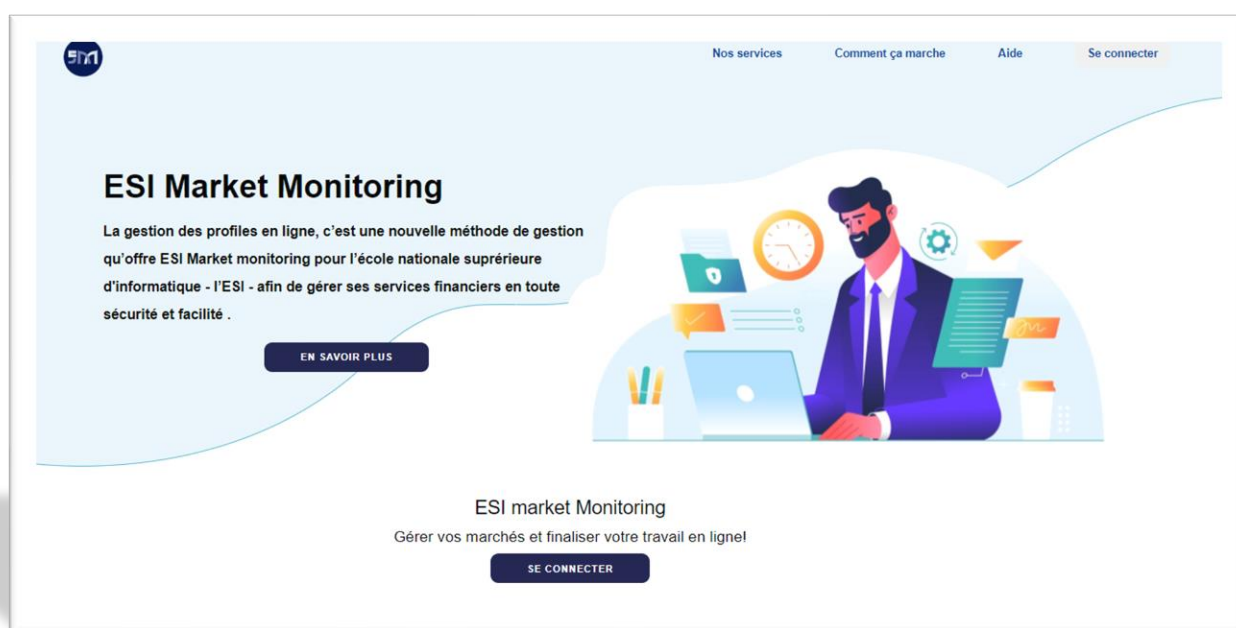 Nos services Comment ça marche Aide Se connecter
ESI Market Monitoring
La gestion des profiles en ligne, c'est une nouvelle méthode de gestion
qu'offre ESI Market monitoring pour l'école nationale suprérieure
d'informatique - l'ESI - afin de gérer ses services financiers en toute
sécurité et facilité .
EN SAVOIR PLUS
ESI market Monitoring
Gérer vos marchés et finaliser votre travail en ligne!
SE CONNECTER